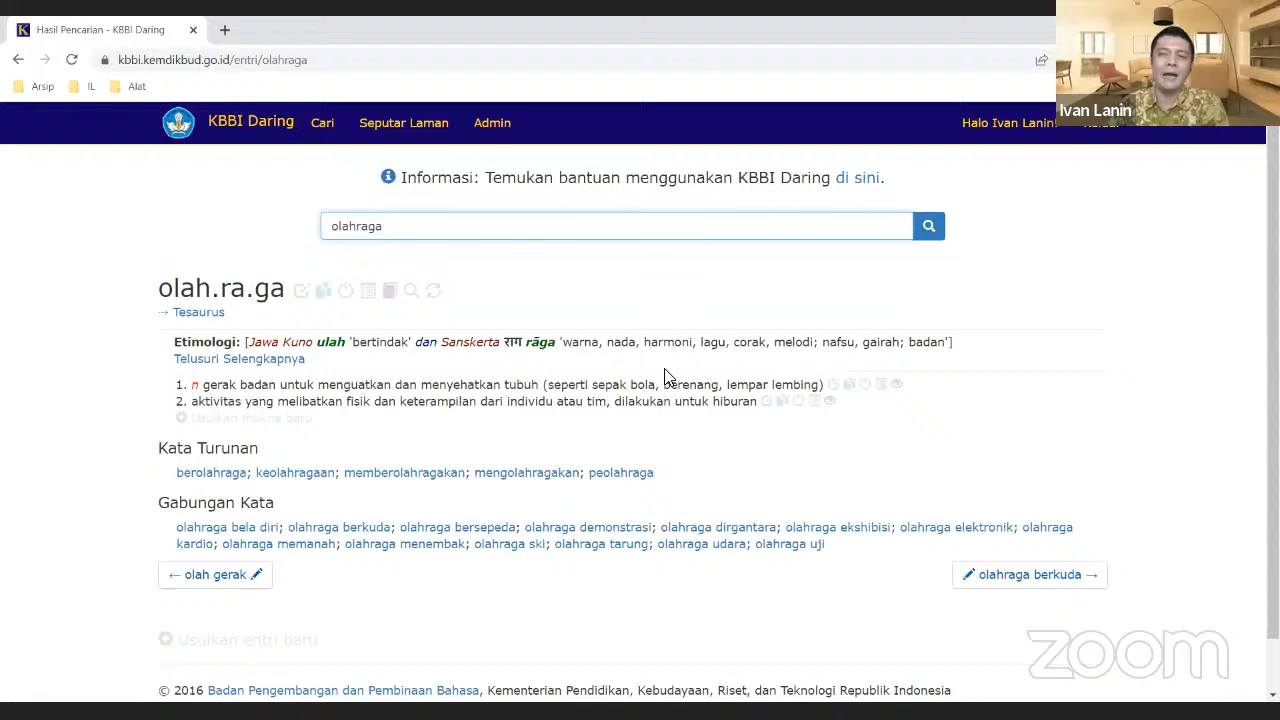 Hasil Pencarian - KBBI Daring
kbbi.kemdikbud.go.id/entri/olahraga
Arsip IL Alat
Ivan Lanin
KBBI Daring Cari Seputar Laman Admin Halo Ivan Lanin!
Informasi: Temukan bantuan menggunakan KBBI Daring di sini.
olahraga
olah.ra.ga
→ Tesaurus
Etimologi: [Jawa Kuno ulah 'bertindak' dan Sanskerta राग rāga 'warna, nada, harmoni, lagu, corak, melodi; nafsu, gairah; badan']
Telusuri Selengkapnya
1. n gerak badan untuk menguatkan dan menyehatkan tubuh (seperti sepak bola, berenang, lempar lembing)
2. aktivitas yang melibatkan fisik dan keterampilan dari individu atau tim, dilakukan untuk hiburan
Usulkan makna baru
Kata Turunan
berolahraga; keolahragaan; memberolahragakan; mengolahragakan; peolahraga
Gabungan Kata
olahraga bela diri; olahraga berkuda; olahraga bersepeda; olahraga demonstrasi; olahraga dirgantara; olahraga ekshibisi; olahraga elektronik; olahraga
kardio; olahraga memanah; olahraga menembak; olahraga ski; olahraga tarung; olahraga udara; olahraga uji
← olah gerak
olahraga berkuda →
Usulkan entri baru
zoom
© 2016 Badan Pengembangan dan Pembinaan Bahasa, Kementerian Pendidikan, Kebudayaan, Riset, dan Teknologi Republik Indonesia